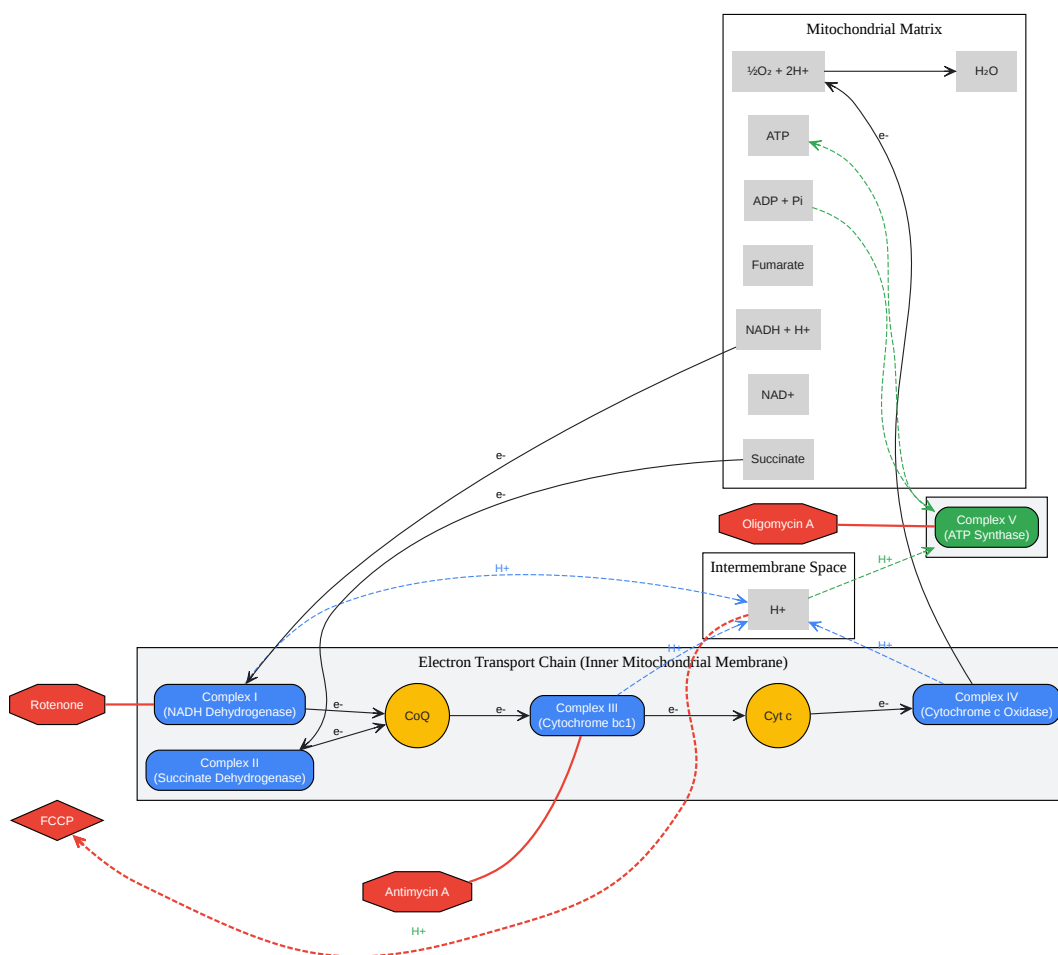 Mitochondrial Matrix
½O₂ + 2H+
H₂O
e-
ATP
ADP + Pi
Fumarate
NADH + H+
NAD+
e-
Succinate
e-
Oligomycin A
Complex V
(ATP Synthase)
H+
H+
Intermembrane Space
H+
H+
H+
Electron Transport Chain (Inner Mitochondrial Membrane)
Rotenone
Complex I
(NADH Dehydrogenase)
e-
CoQ
e-
Complex III
(Cytochrome bc1)
e-
Cyt c
e-
Complex IV
(Cytochrome c Oxidase)
e-
Complex II
(Succinate Dehydrogenase)
FCCP
Antimycin A
H+